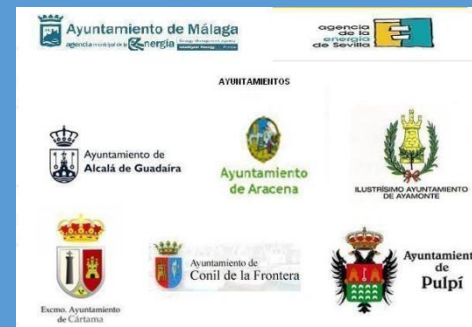 Ayuntamiento de Málaga
agencia municipal de la Energía
agencia
de la
energía
de Sevilla
AYUNTAMIENTOS
Ayuntamiento de
Alcalá de Guadaíra
Ayuntamiento
de Aracena
ILUSTRÍSIMO AYUNTAMIENTO
DE AYAMONTE
Excmo. Ayuntamiento
de Cártama
Ayuntamiento de
Conil de la Frontera
Ayuntamiento
de
Pulpí